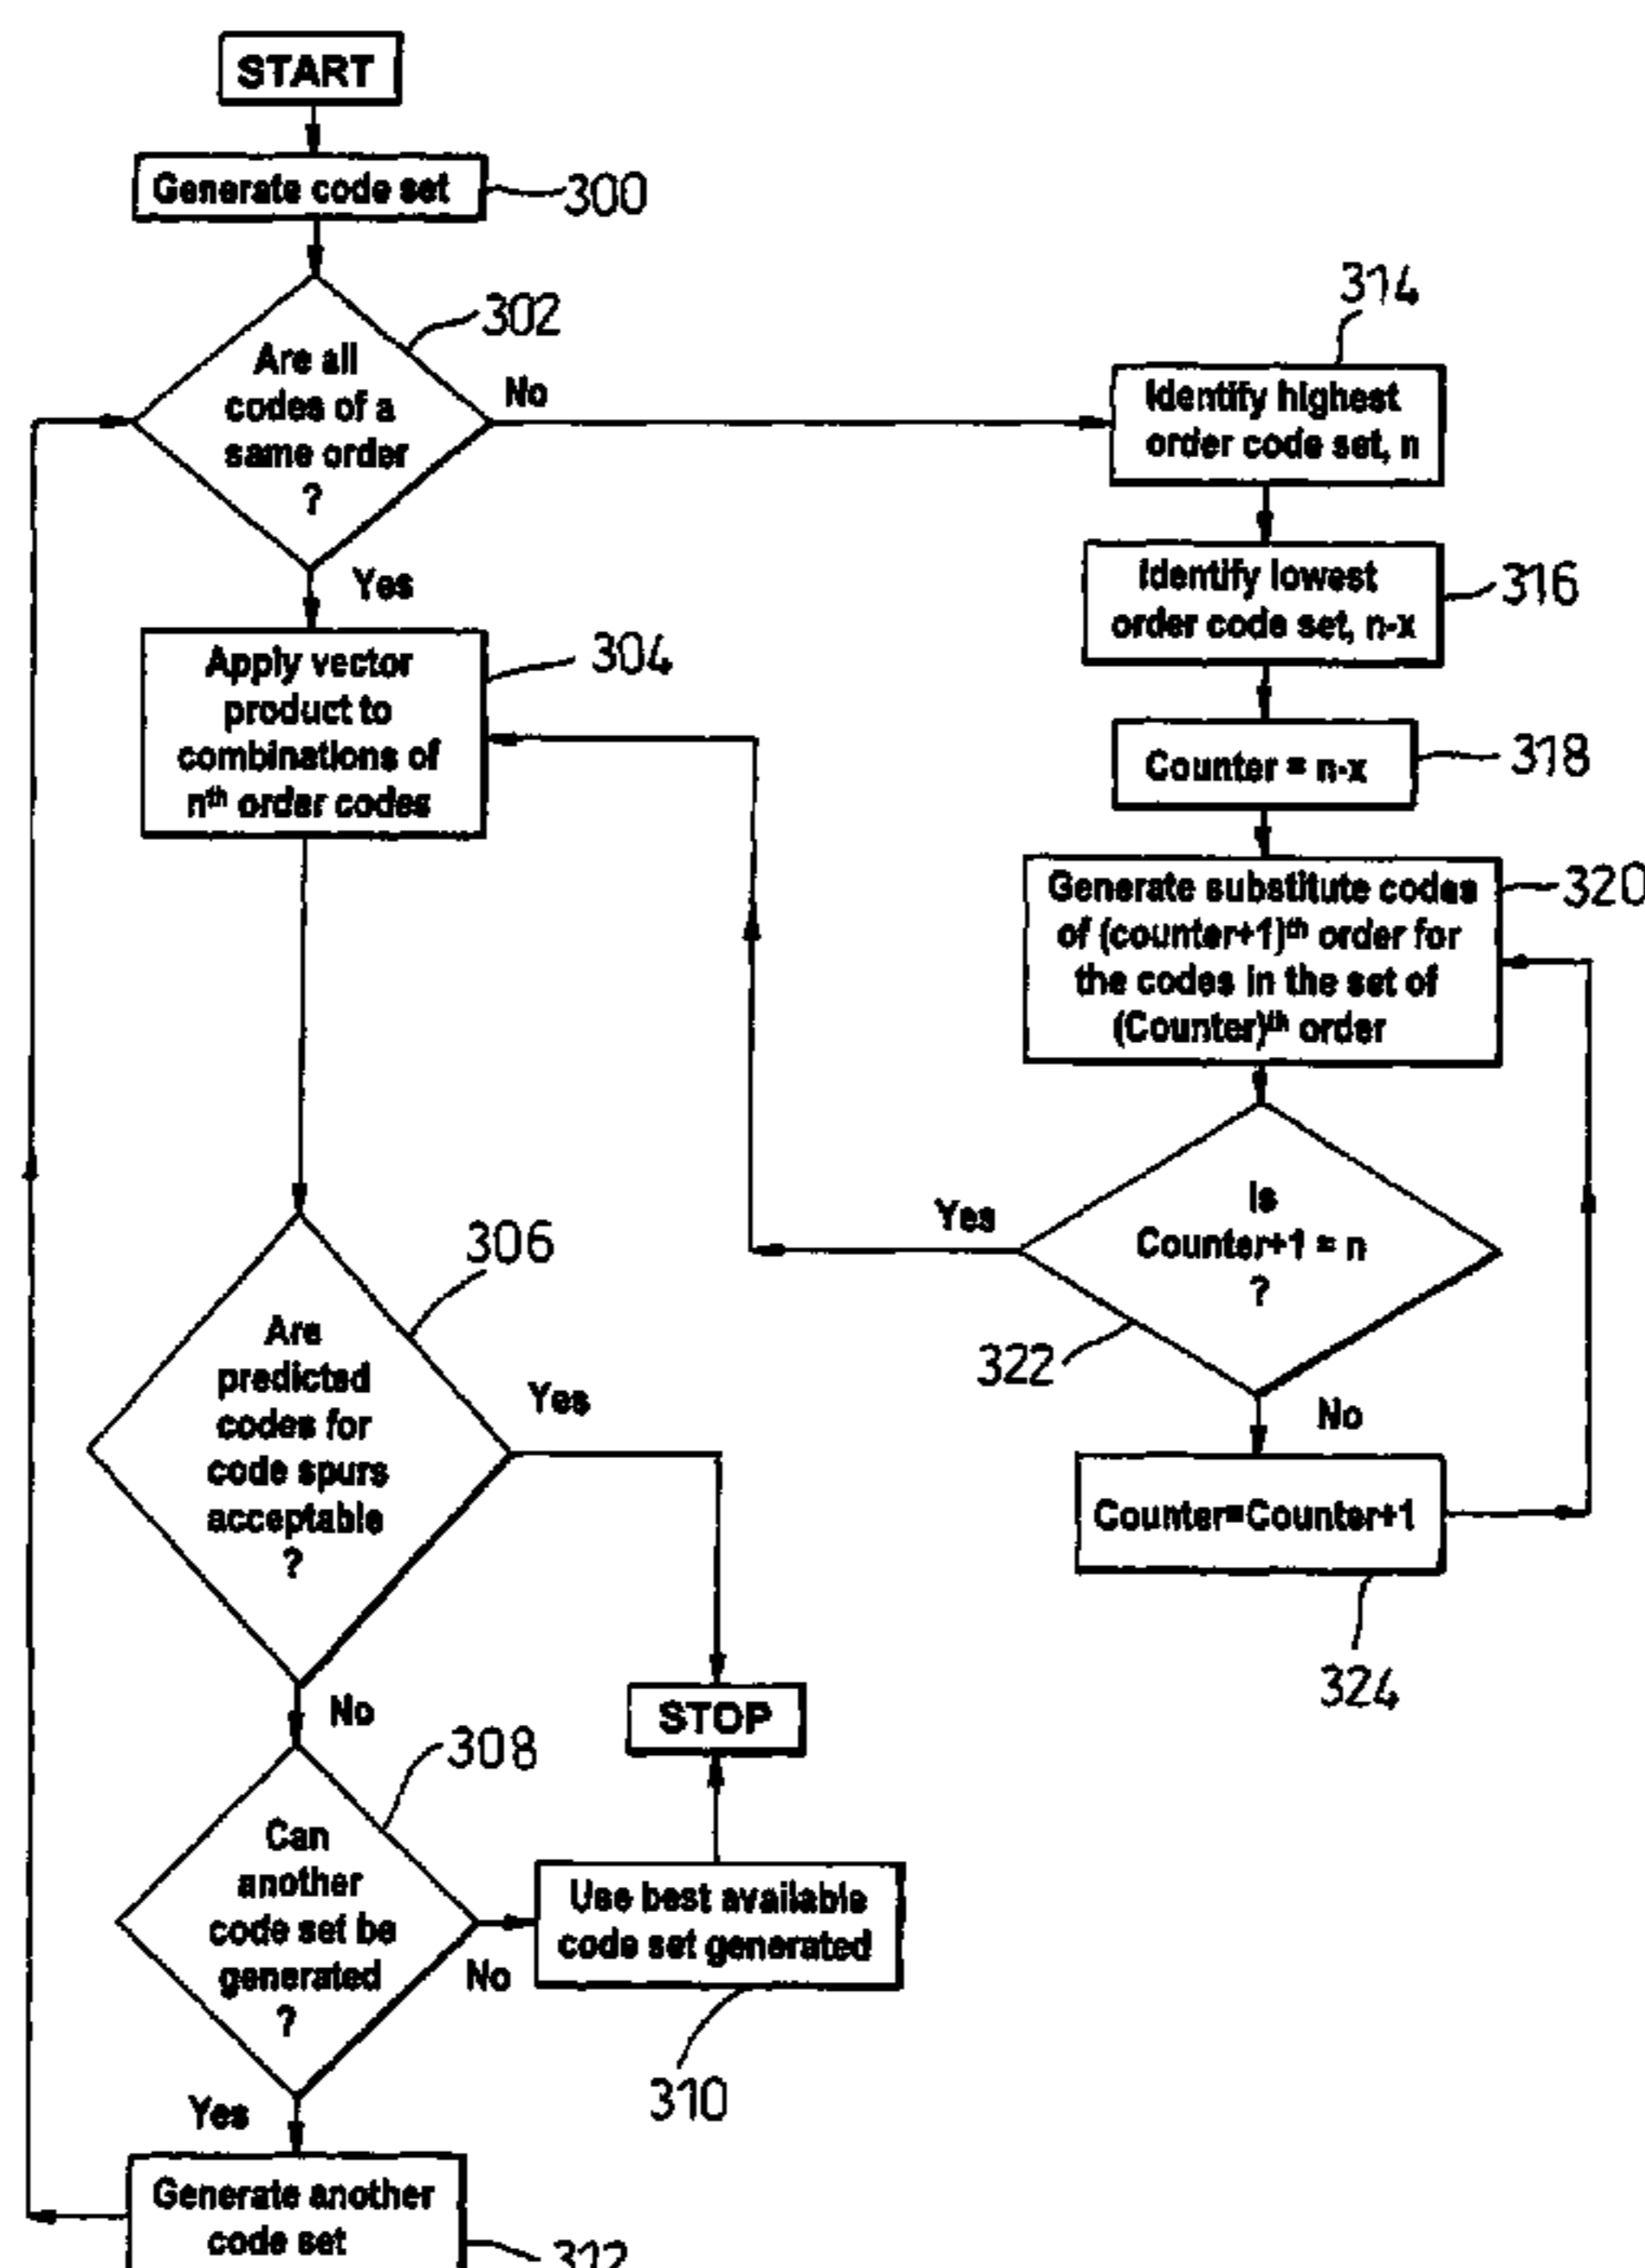 START
Generate code set
300
302
Are all
codes of a
same order
?
No
Yes
304
Apply vector
product to
combinations of
nth order codes
306
Are
predicted
codes for
code spurs
acceptable
?
Yes
No
308
Can
another
code set be
generated
?
No
Yes
STOP
Use best available
code set generated
310
Generate another
code set
312
314
Identify highest
order code set, n
Identify lowest
order code set, n-x
316
Counter = n-x
318
Generate substitute codes
of (counter+1)th order for
the codes in the set of
(Counter)th order
320
Is
Counter+1 = n
?
Yes
322
No
Counter=Counter+1
324